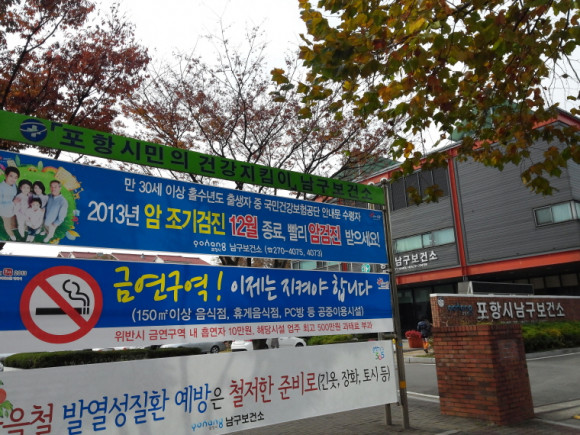 포항시민의 건강지킴이, 남구보건소
만 30세 이상 홀수년도 출생자 중 국민건강보험공단 안내문 수령자
2013년 암 조기검진 12월 종료, 빨리 암검진 받으세요!
남구보건소 (☎270-4075, 4073)
금연구역! 이제는 지켜야 합니다
(150㎡이상 음식점, 휴게음식점, PC방 등 공중이용시설)
위반시 금연구역 내 흡연자 10만원, 해당시설 업주 최고 500만원 과태료 부과
을철 발열성질환 예방은 철저한 준비로(긴옷, 장화, 토시 등)
남구보건소
남구보건소
포항시남구보건소